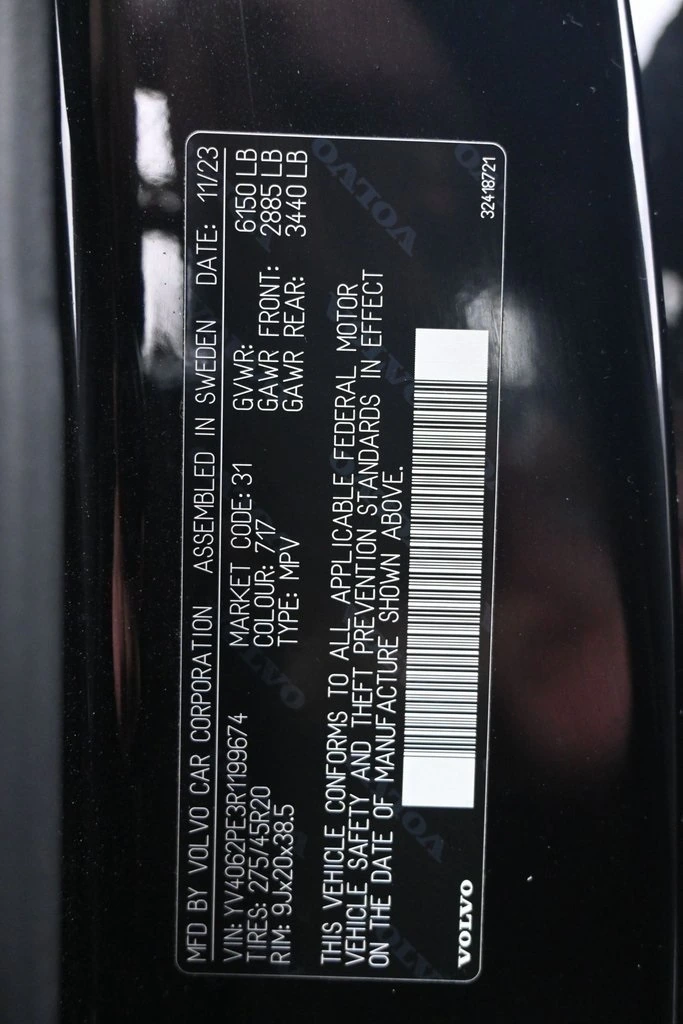 MFD BY VOLVO CAR CORPORATION ASSEMBLED IN SWEDEN DATE: 11/23
VIN: YV4062PE3R1199674 MARKET CODE: 31 GVWR: 6150 LB
TIRES: 275/45R20 COLOUR: 717 GAWR FRONT: 2885 LB
RIM: 9Jx20x38.5 TYPE: MPV GAWR REAR: 3440 LB
THIS VEHICLE CONFORMS TO ALL APPLICABLE FEDERAL MOTOR
VEHICLE SAFETY AND THEFT PREVENTION STANDARDS IN EFFECT
ON THE DATE OF MANUFACTURE SHOWN ABOVE.
VOLVO 32418721